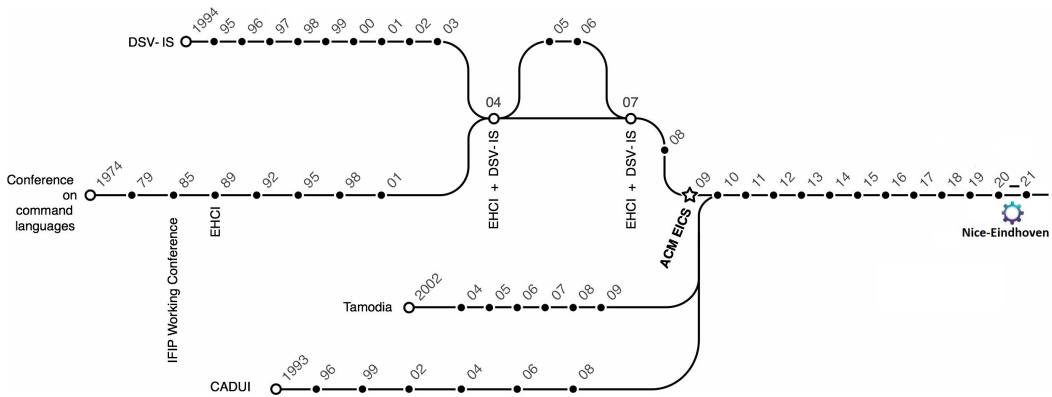 DSV- IS
1994 95 96 97 98 99 00 01 02 03
05 06
04
EHCI + DSV- IS
07
EHCI + DSV- IS
08
Conference
on
command
languages
1974 79 85 89 92 95 98 01
IFIP Working Conference
EHCI
ACM EICS
09 10 11 12 13 14 15 16 17 18 19 20 – 21
Nice-Eindhoven
Tamodia
2002 04 05 06 07 08 09
CADUI
1993 96 99 02 04 06 08